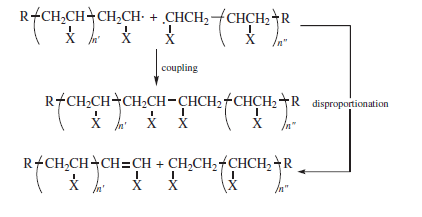 R-(CH₂CH)-CH₂CH· + .CHCH₂-(CHCH₂)-R
X n' X X X n"
coupling
R-(CH₂CH)-CH₂CH-CHCH₂-(CHCH₂)-R disproportionation
X n' X X X n"
R-(CH₂CH)-CH=CH + CH₂CH₂-(CHCH₂)-R
X n' X X X n"